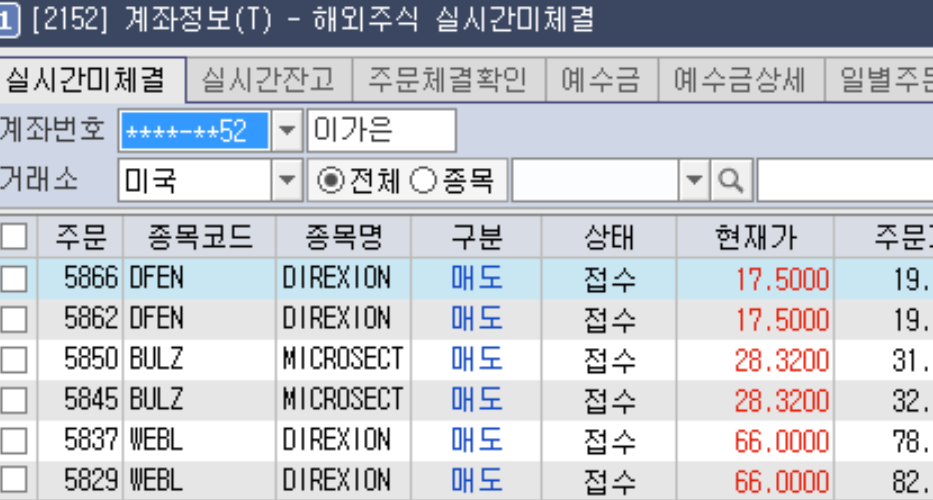 1 [2152] 계좌정보(T) - 해외주식 실시간미체결
실시간미체결 실시간잔고 주문체결확인 예수금 예수금상세 일별주문
계좌번호 ****-**52 이가은
거래소 미국 전체 종목
주문 종목코드 종목명 구분 상태 현재가 주문
5866 DFEN DIREXION 매도 접수 17.5000 19.
5862 DFEN DIREXION 매도 접수 17.5000 19.
5850 BULZ MICROSECT 매도 접수 28.3200 31.
5845 BULZ MICROSECT 매도 접수 28.3200 32.
5837 WEBL DIREXION 매도 접수 66.0000 78.
5829 WEBL DIREXION 매도 접수 66.0000 82.